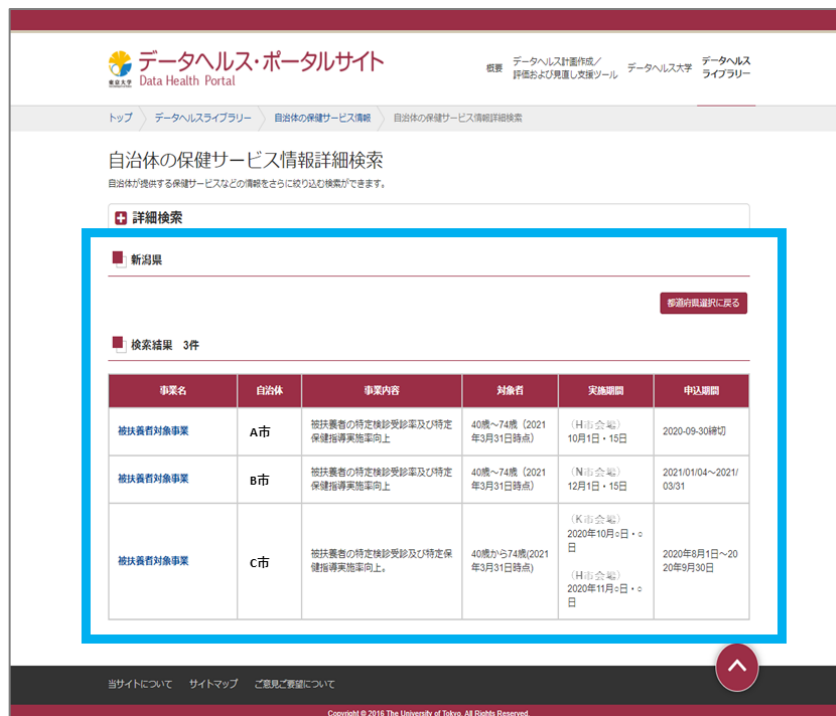 データヘルス・ポータルサイト
東京大学
Data Health Portal
概要
データヘルス計画作成／
評価および見直し支援ツール
データヘルス大学
データヘルス
ライブラリー
トップ
データヘルスライブラリー
自治体の保健サービス情報
自治体の保健サービス情報詳細検索
自治体の保健サービス情報詳細検索
自治体が提供する保健サービスなどの情報をさらに絞り込む検索ができます。
詳細検索
新潟県
都道府県選択に戻る
検索結果 3件
事業名 自治体 事業内容 対象者 実施期間 申込期間
被扶養者対象事業
A市
被扶養者の特定検診受診率及び特定
保健指導実施率向上
40歳～74歳（2021
年3月31日時点）
（H市会場）
10月1日・15日
2020-09-30締切
被扶養者対象事業
B市
被扶養者の特定検診受診率及び特定
保健指導実施率向上
40歳～74歳（2021
年3月31日時点）
（N市会場）
12月1日・15日
2021/01/04～2021/
03/31
被扶養者対象事業
C市
被扶養者の特定検診受診及び特定保
健指導実施率向上。
40歳から74歳(2021
年3月31日時点)
（K市会場）
2020年10月○日・○
日
（H市会場）
2020年11月○日・○
日
2020年8月1日～20
20年9月30日
当サイトについて サイトマップ ご意見ご要望について
Copyright © 2016 The University of Tokyo. All Rights Reserved.